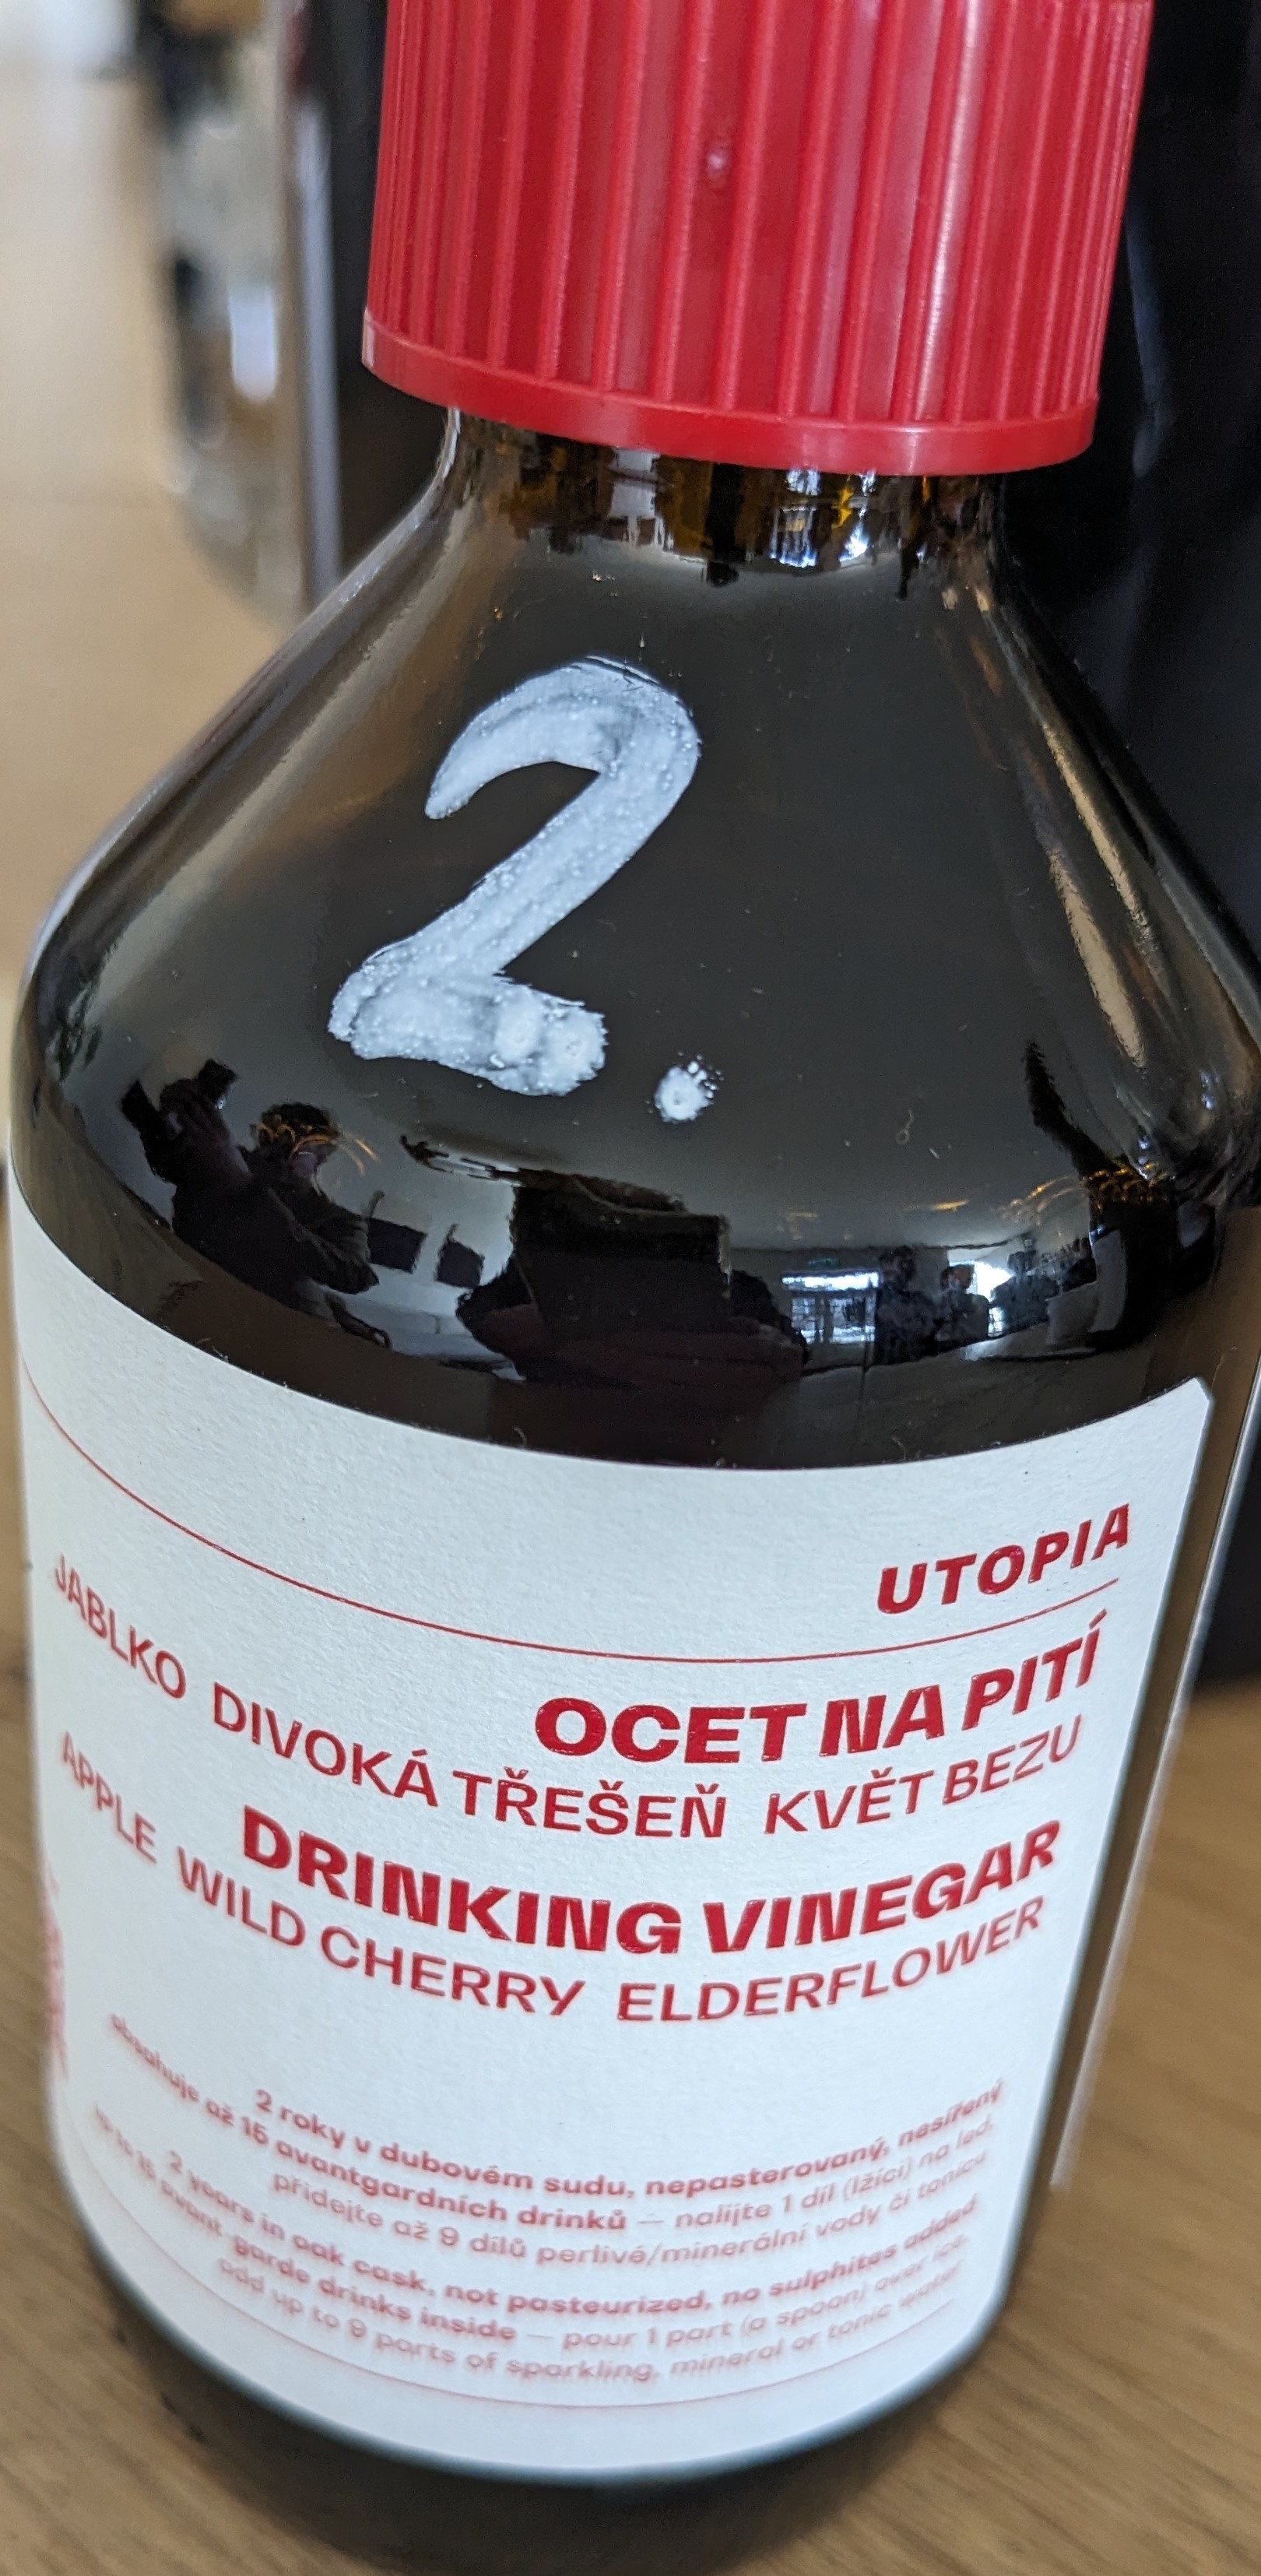 2.
UTOPIA
OCET NA PITÍ
JABLKO DIVOKÁ TŘEŠEŇ KVĚT BEZU
DRINKING VINEGAR
APPLE WILD CHERRY ELDERFLOWER
2 roky v dubovém sudu, nepasterovaný, nesířený
obsahuje až 15 avantgardních drinků — nalijte 1 díl (lžíci) na led,
přidejte až 9 dílů perlivé/minerální vody či tonicu
2 years in oak cask, not pasteurized, no sulphites added
up to 15 avant-garde drinks inside — pour 1 part (a spoon) over ice,
add up to 9 parts of sparkling, mineral or tonic water